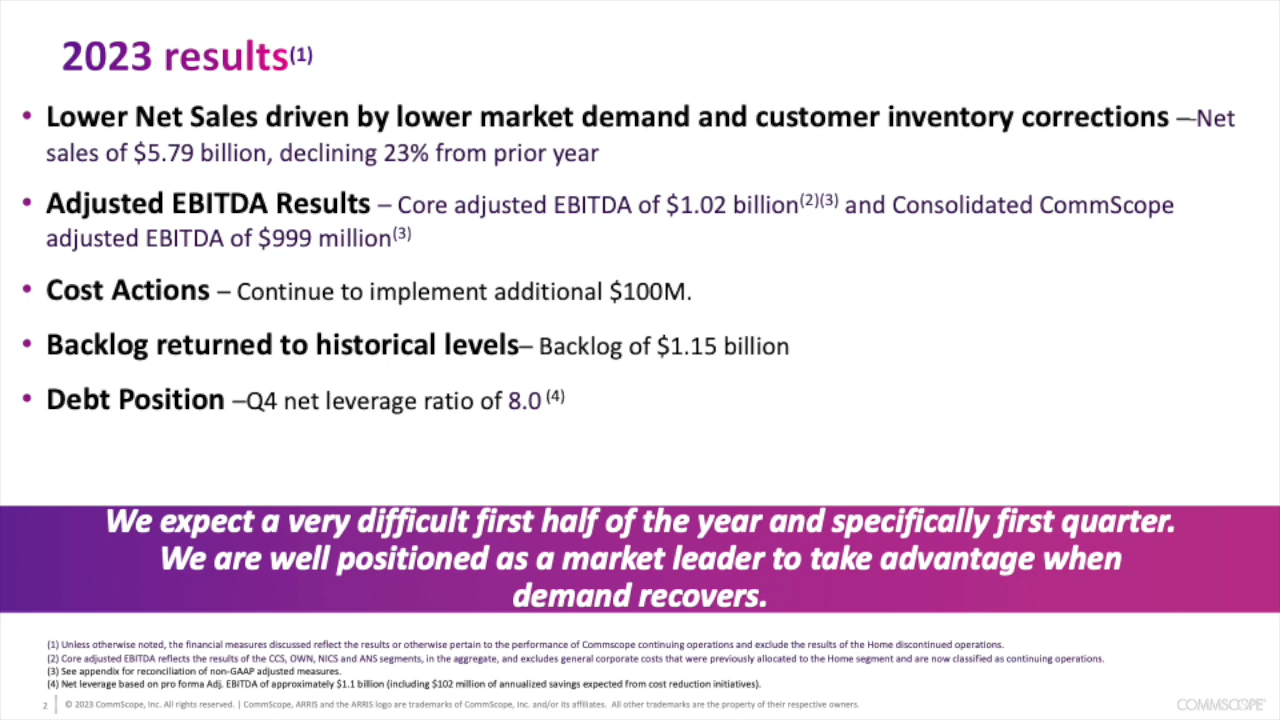 2023 results(1)
• Lower Net Sales driven by lower market demand and customer inventory corrections –-Net
sales of $5.79 billion, declining 23% from prior year
• Adjusted EBITDA Results – Core adjusted EBITDA of $1.02 billion(2)(3) and Consolidated CommScope
adjusted EBITDA of $999 million(3)
• Cost Actions – Continue to implement additional $100M.
• Backlog returned to historical levels– Backlog of $1.15 billion
• Debt Position –Q4 net leverage ratio of 8.0 (4)
We expect a very difficult first half of the year and specifically first quarter.
We are well positioned as a market leader to take advantage when
demand recovers.
(1) Unless otherwise noted, the financial measures discussed reflect the results or otherwise pertain to the performance of Commscope continuing operations and exclude the results of the Home discontinued operations.
(2) Core adjusted EBITDA reflects the results of the CCS, OWN, NICS and ANS segments, in the aggregate, and excludes general corporate costs that were previously allocated to the Home segment and are now classified as continuing operations.
(3) See appendix for reconciliation of non-GAAP adjusted measures.
(4) Net leverage based on pro forma Adj. EBITDA of approximately $1.1 billion (including $102 million of annualized savings expected from cost reduction initiatives).
2 | © 2023 CommScope, Inc. All rights reserved. | CommScope, ARRIS and the ARRIS logo are trademarks of CommScope, Inc. and/or its affiliates. All other trademarks are the property of their respective owners.
COMMSCOPE®